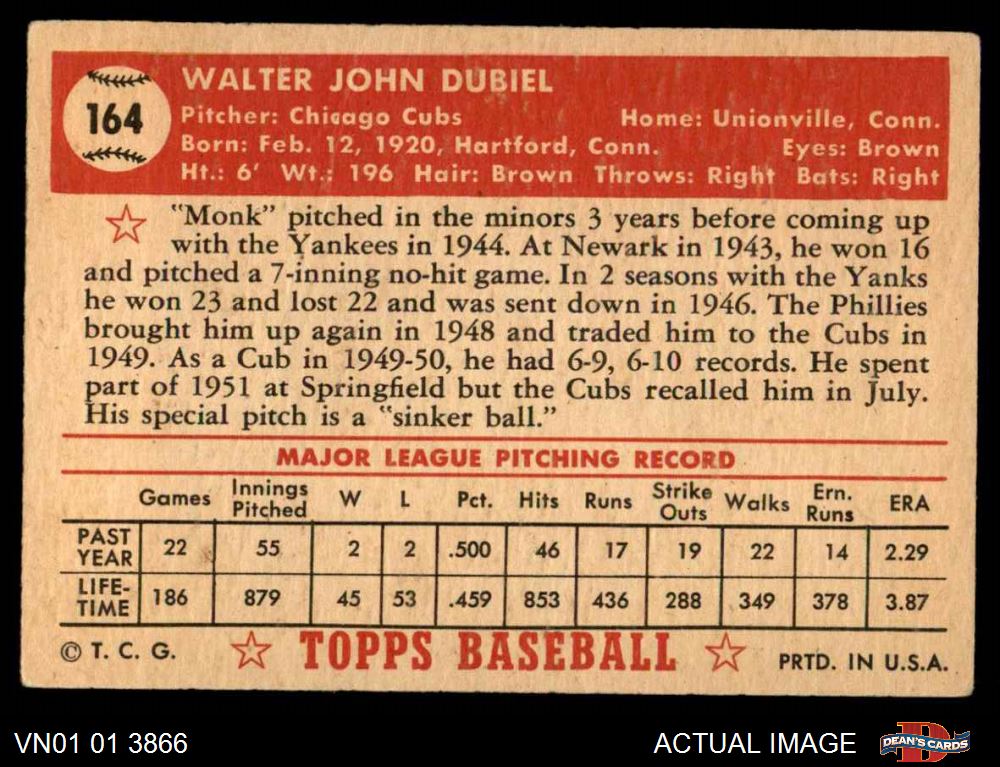 164
WALTER JOHN DUBIEL
Pitcher: Chicago Cubs Home: Unionville, Conn.
Born: Feb. 12, 1920, Hartford, Conn. Eyes: Brown
Ht.: 6' Wt.: 196 Hair: Brown Throws: Right Bats: Right
"Monk" pitched in the minors 3 years before coming up
with the Yankees in 1944. At Newark in 1943, he won 16
and pitched a 7-inning no-hit game. In 2 seasons with the Yanks
he won 23 and lost 22 and was sent down in 1946. The Phillies
brought him up again in 1948 and traded him to the Cubs in
1949. As a Cub in 1949-50, he had 6-9, 6-10 records. He spent
part of 1951 at Springfield but the Cubs recalled him in July.
His special pitch is a "sinker ball."
MAJOR LEAGUE PITCHING RECORD
Games Innings Pitched W L Pct. Hits Runs Strike Outs Walks Ern. Runs ERA
PAST YEAR 22 55 2 2 .500 46 17 19 22 14 2.29
LIFE-TIME 186 879 45 53 .459 853 436 288 349 378 3.87
© T. C. G. TOPPS BASEBALL PRTD. IN U.S.A.
VN01 01 3866 ACTUAL IMAGE DEAN'S CARDS